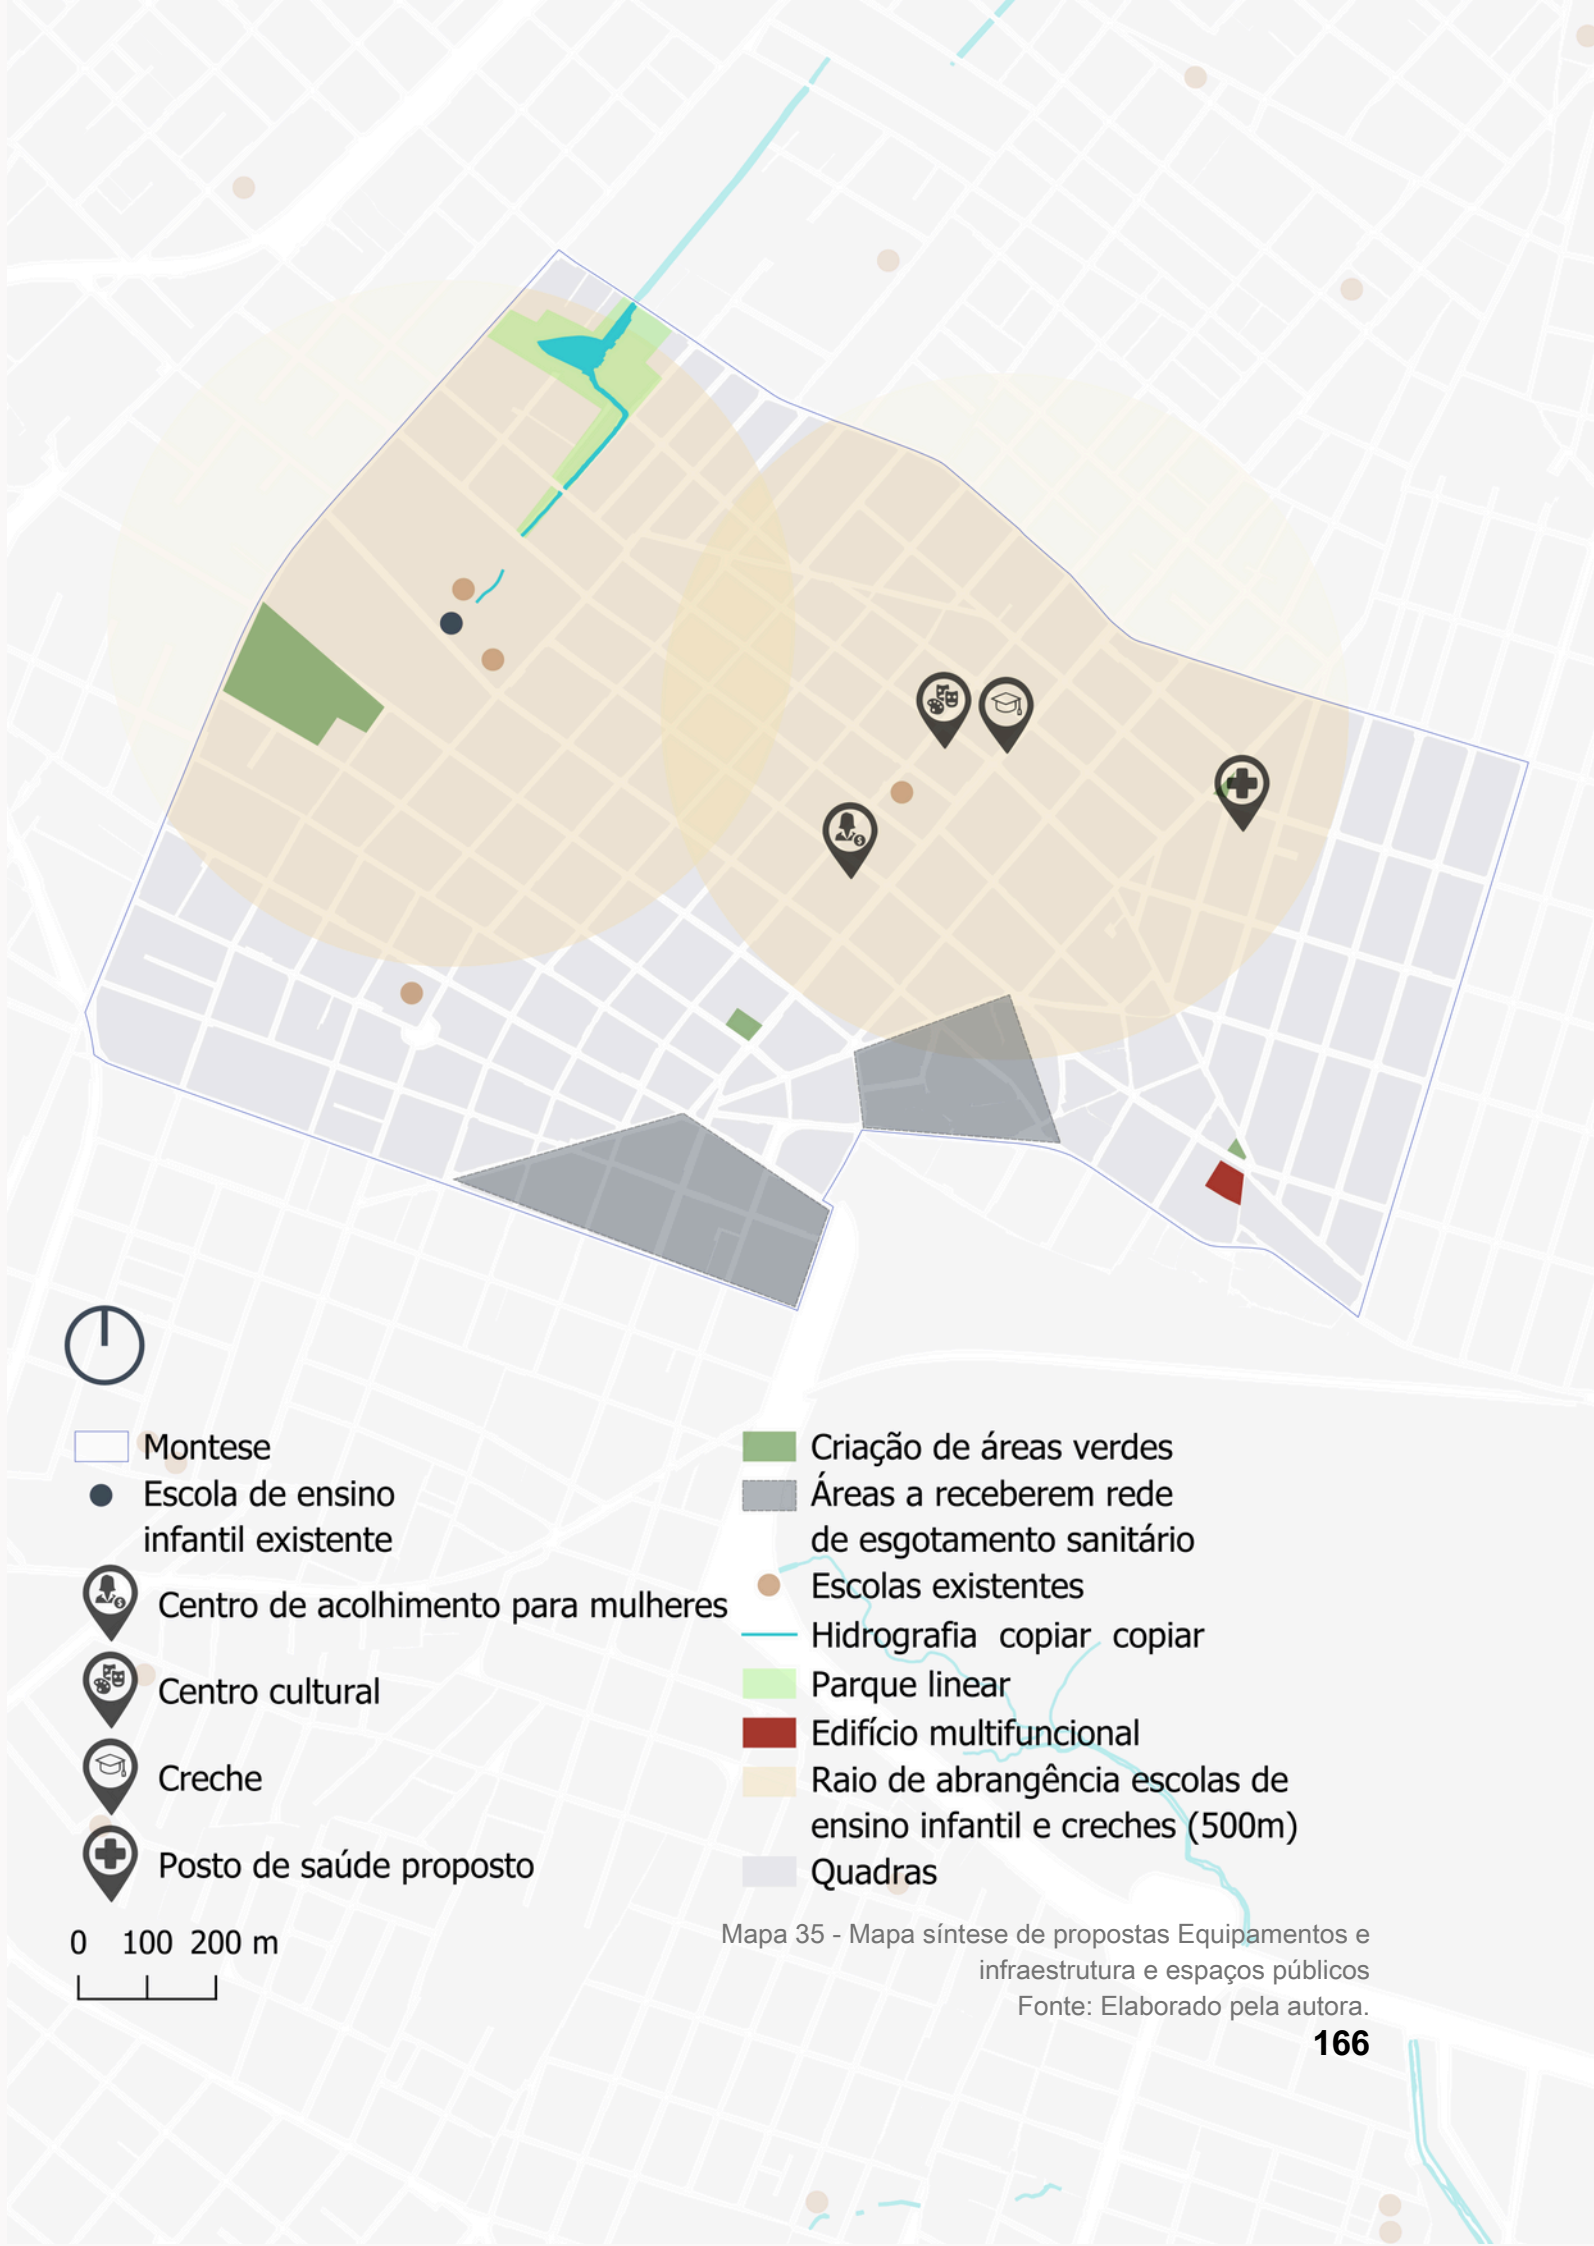 Montese
Escola de ensino
infantil existente
Centro de acolhimento para mulheres
Centro cultural
Creche
Posto de saúde proposto
0 100 200 m
Criação de áreas verdes
Áreas a receberem rede
de esgotamento sanitário
Escolas existentes
Hidrografia copiar copiar
Parque linear
Edifício multifuncional
Raio de abrangência escolas de
ensino infantil e creches (500m)
Quadras
Mapa 35 - Mapa síntese de propostas Equipamentos e
infraestrutura e espaços públicos
Fonte: Elaborado pela autora.
166